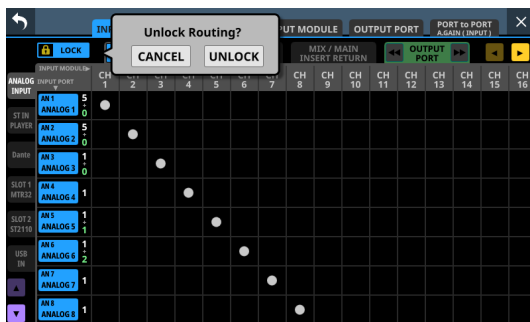 INP
Unlock Routing?
UT MODULE
OUTPUT PORT
PORT to PORT
A.GAIN ( INPUT )
LOCK
CANCEL
UNLOCK
MIX / MAIN
INSERT RETURN
OUTPUT
PORT
INPUT MODULE
INPUT PORT
CH 1
CH 2
CH 3
CH 4
CH 5
CH 6
CH 7
CH 8
CH 9
CH 10
CH 11
CH 12
CH 13
CH 14
CH 15
CH 16
ANALOG
INPUT
ST IN
PLAYER
Dante
SLOT 1
MTR32
SLOT 2
ST2110
USB
IN
AN 1
ANALOG 1
5
+
0
AN 2
ANALOG 2
5
+
0
AN 3
ANALOG 3
1
+
0
AN 4
ANALOG 4
1
AN 5
ANALOG 5
1
+
1
AN 6
ANALOG 6
1
+
2
AN 7
ANALOG 7
1
AN 8
ANALOG 8
1